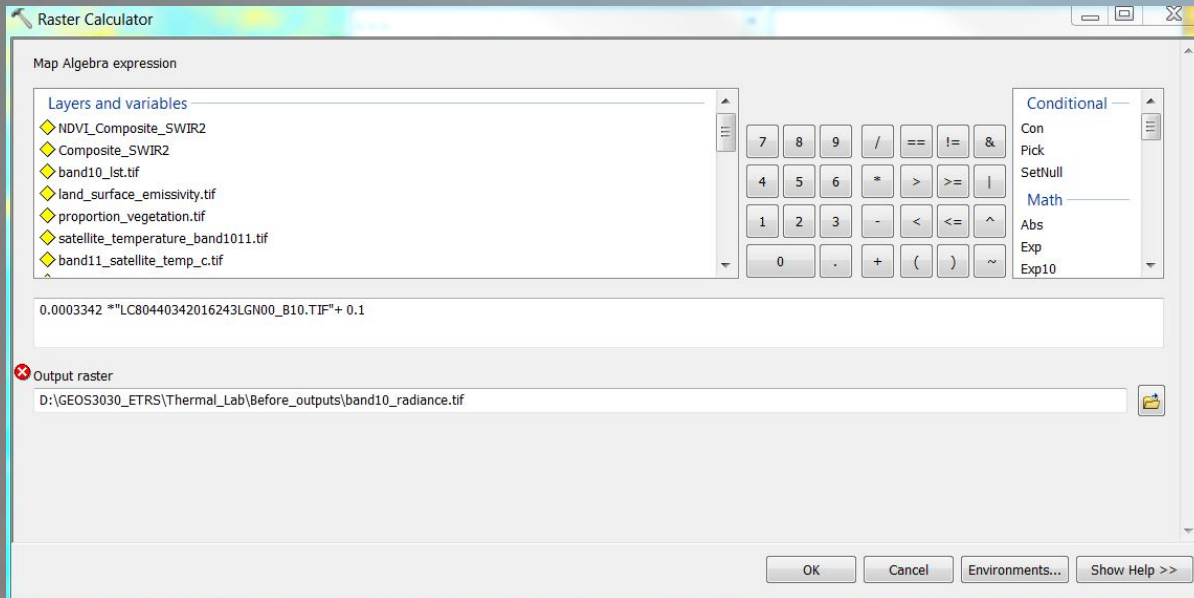 Raster Calculator
Map Algebra expression
Layers and variables
NDVI_Composite_SWIR2
Composite_SWIR2
band10_lst.tif
land_surface_emissivity.tif
proportion_vegetation.tif
satellite_temperature_band1011.tif
band11_satellite_temp_c.tif
7 8 9 / == != &
4 5 6 * > >= |
1 2 3 - < <= ^
0 . + ( ) ~
Conditional
Con
Pick
SetNull
Math
Abs
Exp
Exp10
0.0003342 *"LC80440342016243LGN00_B10.TIF"+ 0.1
Output raster
D:\GEOS3030_ETRS\Thermal_Lab\Before_outputs\band10_radiance.tif
OK Cancel Environments... Show Help >>